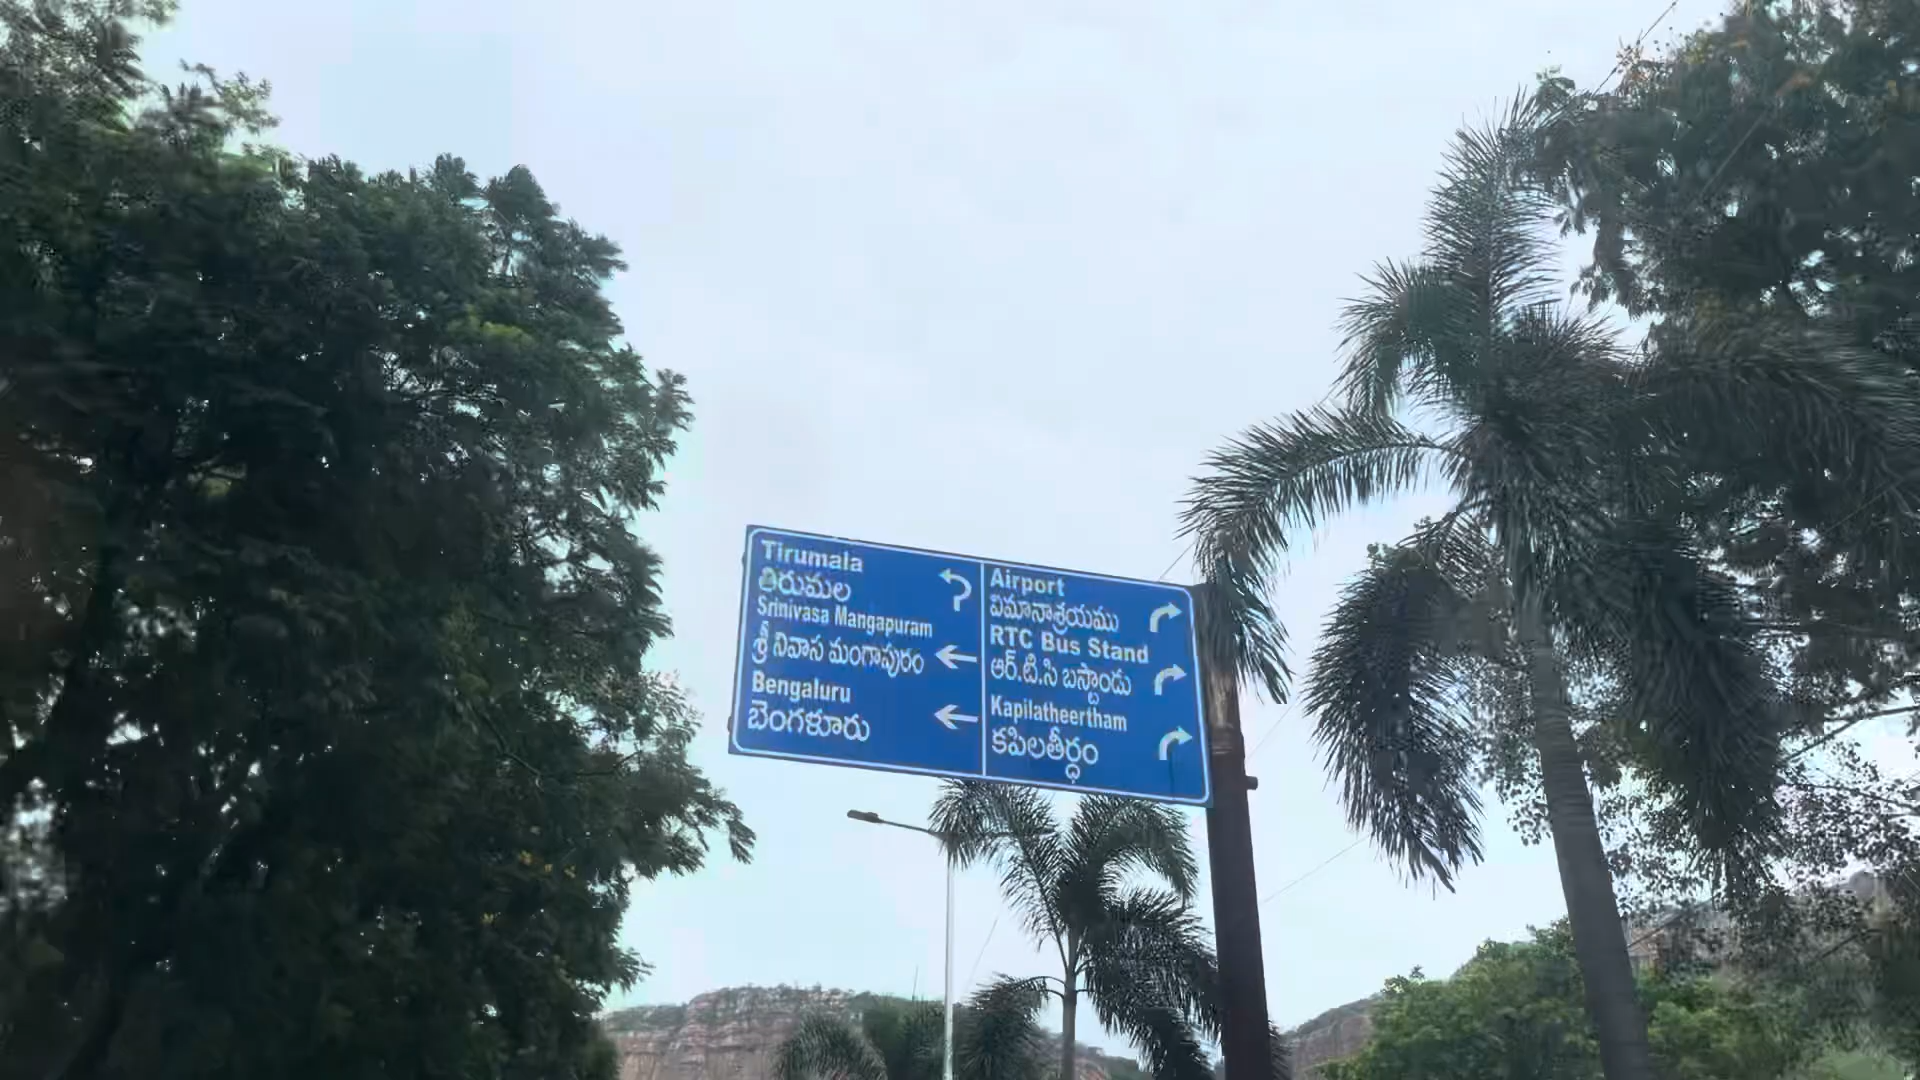 Tirumala
తిరుమల
Srinivasa Mangapuram
శ్రీ నివాస మంగాపురం
Bengaluru
బెంగళూరు
Airport
విమానాశ్రయము
RTC Bus Stand
ఆర్.టి.సి బస్టాండు
Kapilatheertham
కపిలతీర్ధం